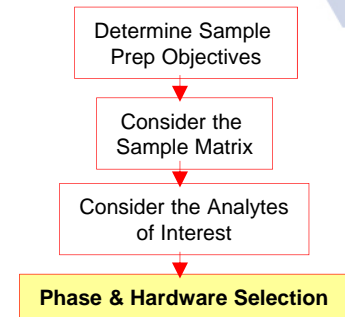 Determine Sample
Prep Objectives
Consider the
Sample Matrix
Consider the Analytes
of Interest
Phase & Hardware Selection